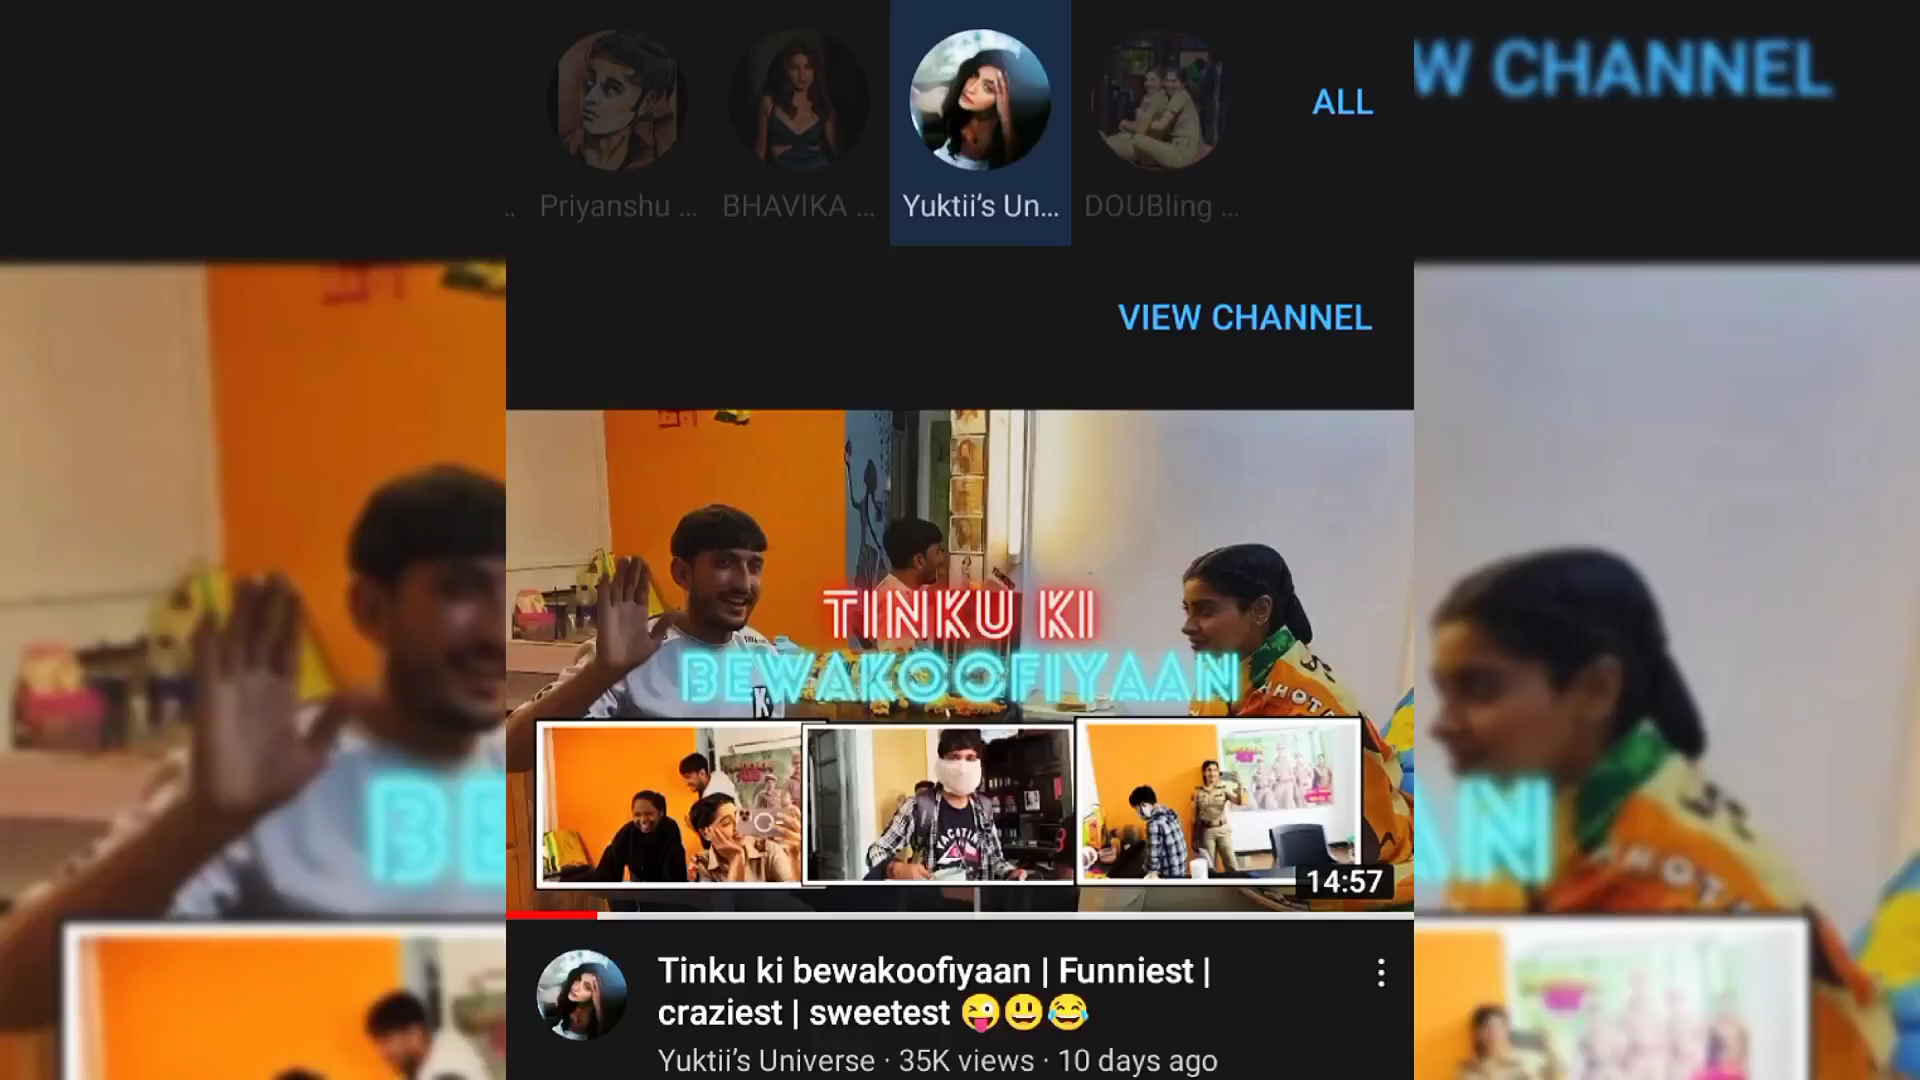 W CHANNEL
ALL
.. Priyanshu ... BHAVIKA ... Yuktii’s Un... DOUBling ...
VIEW CHANNEL
TINKU KI
BEWAKOOFIYAAN
14:57
Tinku ki bewakoofiyaan | Funniest |
craziest | sweetest 😜😃😂
Yuktii’s Universe · 35K views · 10 days ago